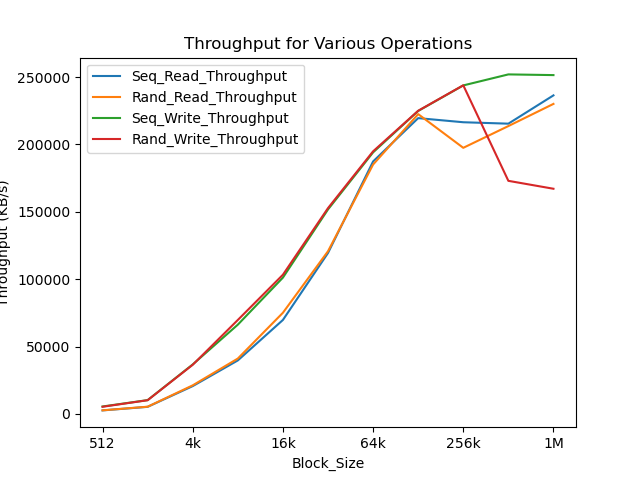 Throughput for Various Operations
Seq_Read_Throughput
Rand_Read_Throughput
Seq_Write_Throughput
Rand_Write_Throughput
Throughput (KB/s)
250000
200000
150000
100000
50000
0
512 4k 16k 64k 256k 1M
Block_Size